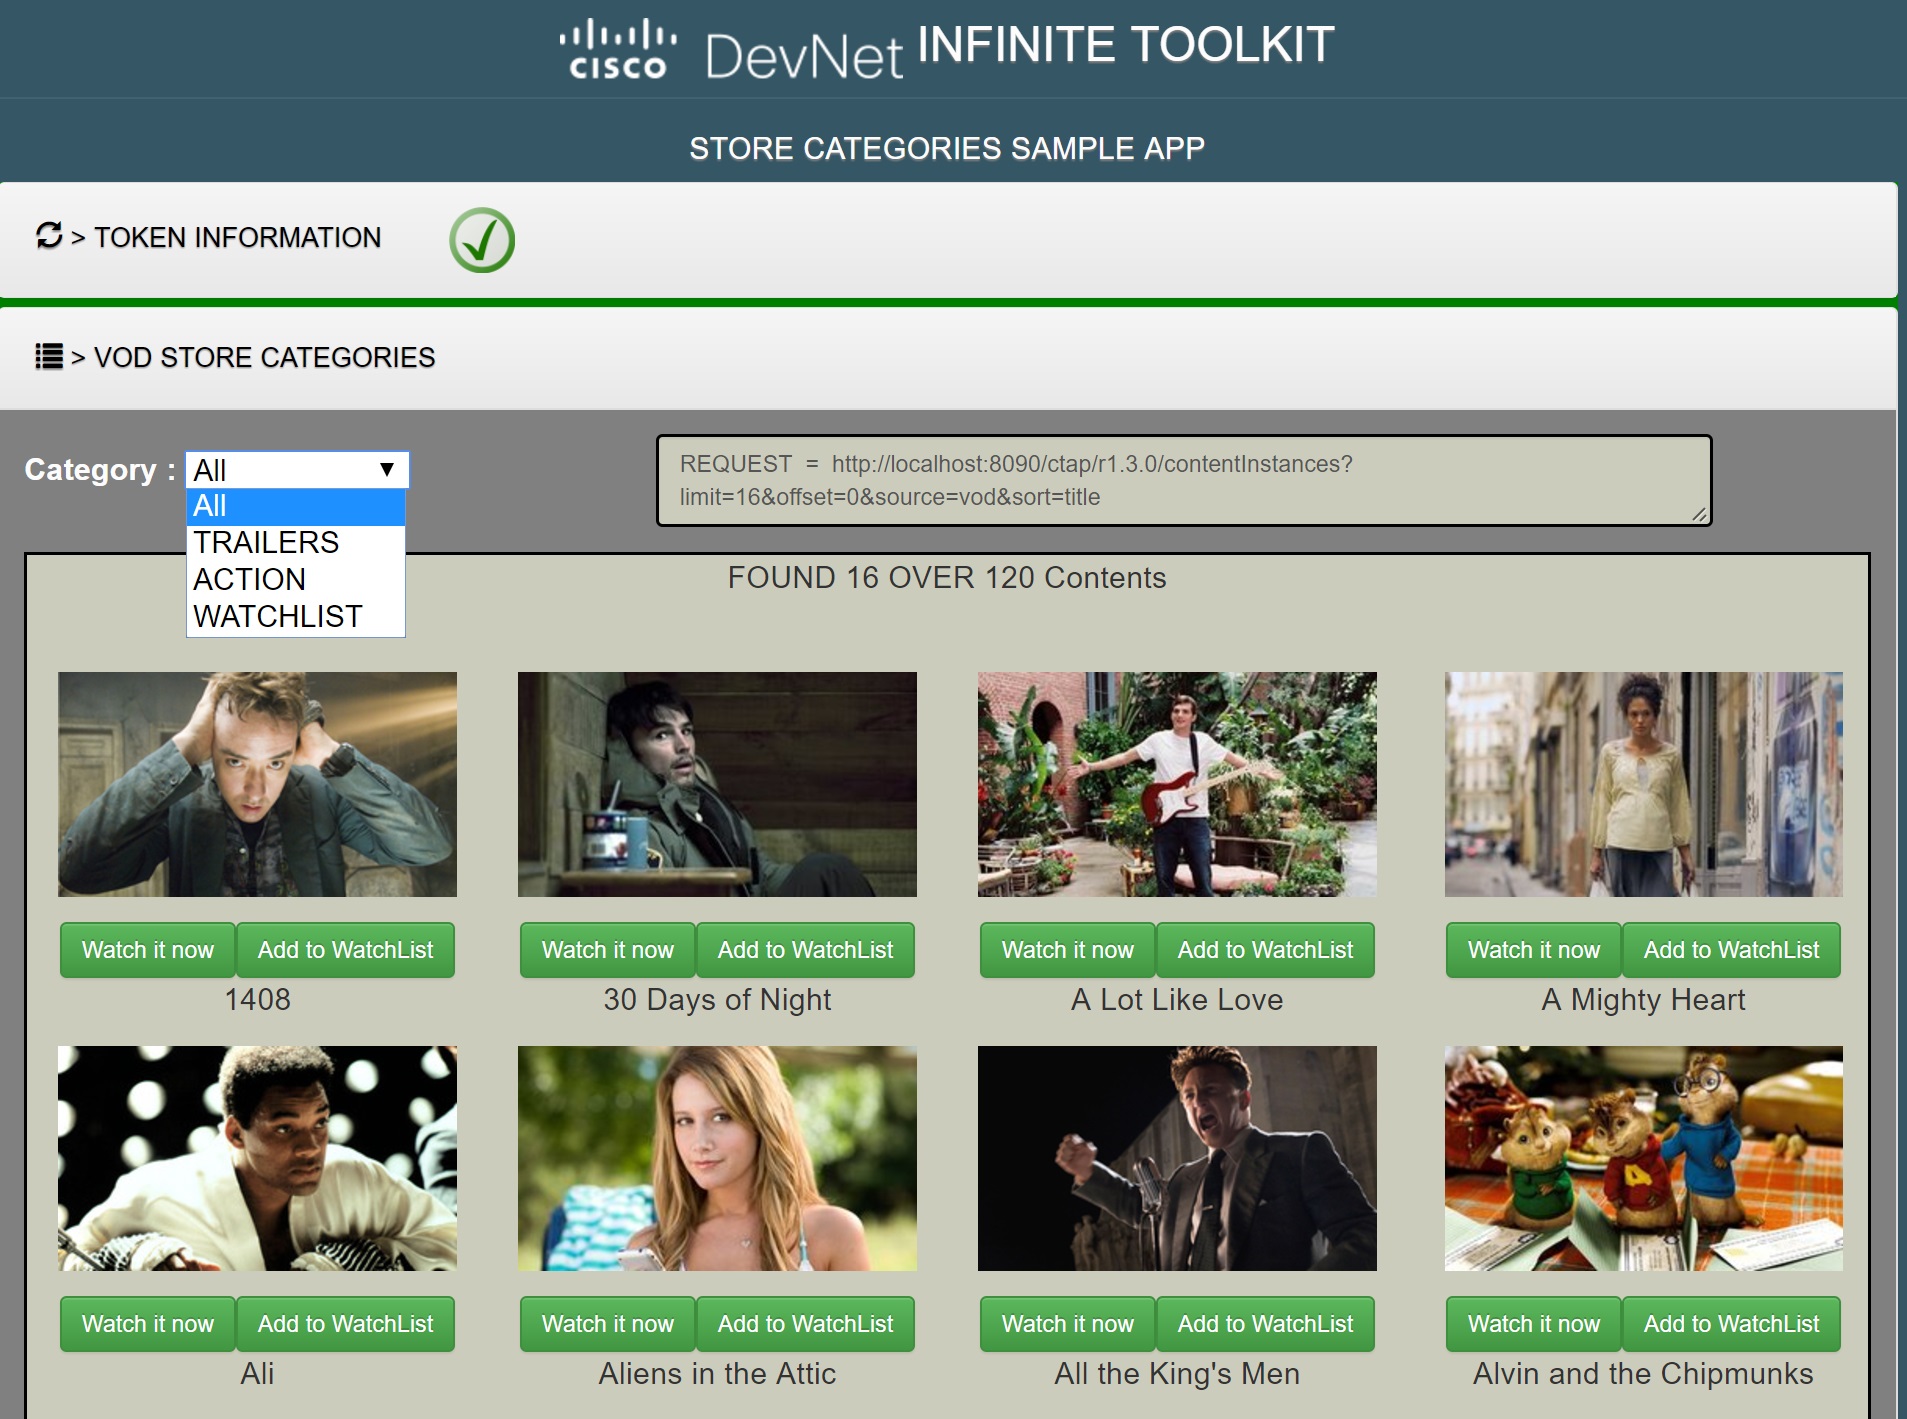 CISCO DevNet INFINITE TOOLKIT
STORE CATEGORIES SAMPLE APP
> TOKEN INFORMATION
> VOD STORE CATEGORIES
Category : All
All
TRAILERS
ACTION
WATCHLIST
REQUEST = http://localhost:8090/ctap/r1.3.0/contentInstances?
limit=16&offset=0&source=vod&sort=title
FOUND 16 OVER 120 Contents
Watch it now Add to WatchList Watch it now Add to WatchList Watch it now Add to WatchList Watch it now Add to WatchList
1408 30 Days of Night A Lot Like Love A Mighty Heart
A
Watch it now Add to WatchList Watch it now Add to WatchList Watch it now Add to WatchList Watch it now Add to WatchList
Ali Aliens in the Attic All the King's Men Alvin and the Chipmunks